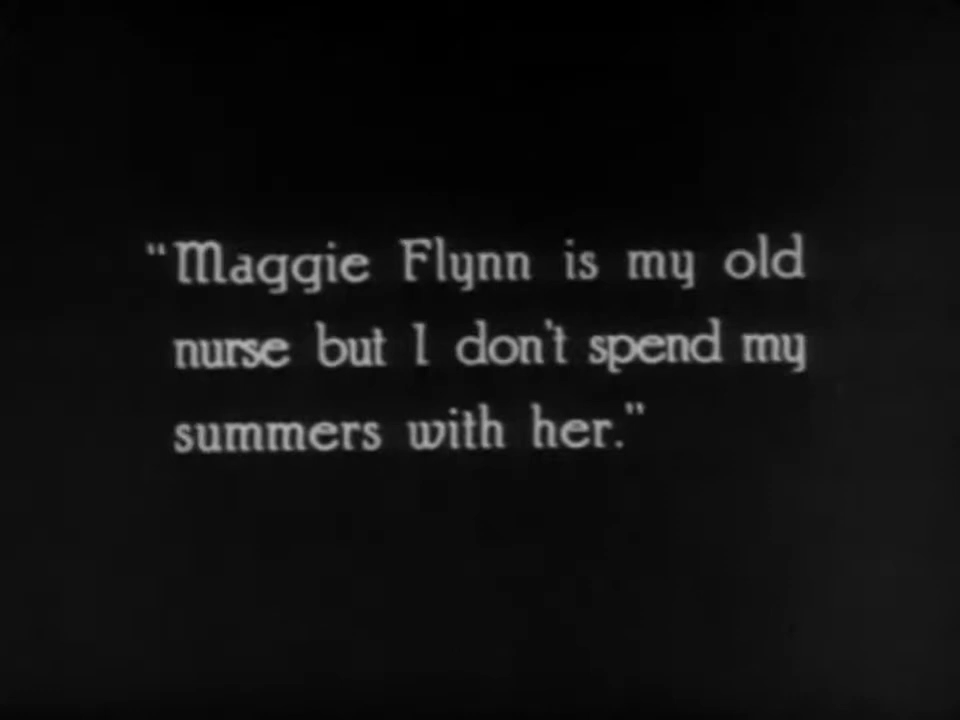 "Maggie Flynn is my old
nurse but I don't spend my
summers with her."